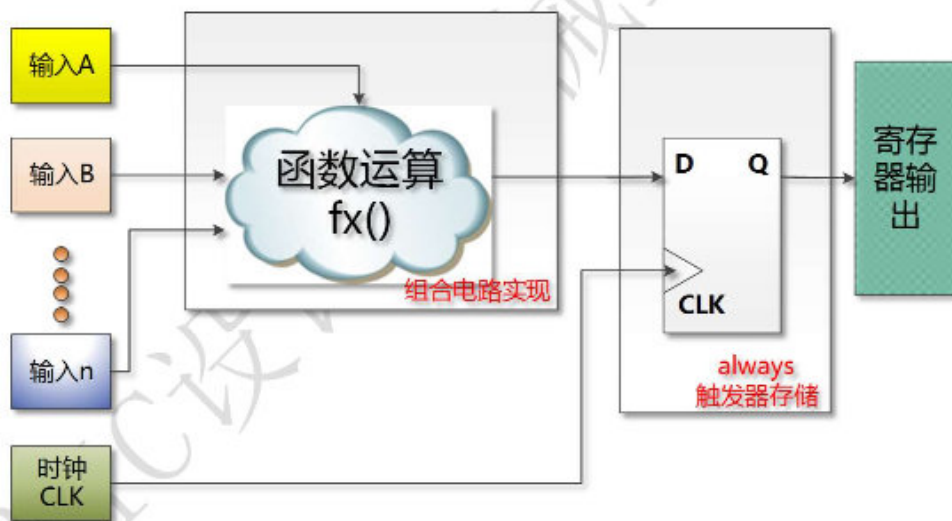 输入A
输入B
输入n
时钟
CLK
函数运算
fx()
组合电路实现
D Q
CLK
always
触发器存储
寄存
器输
出